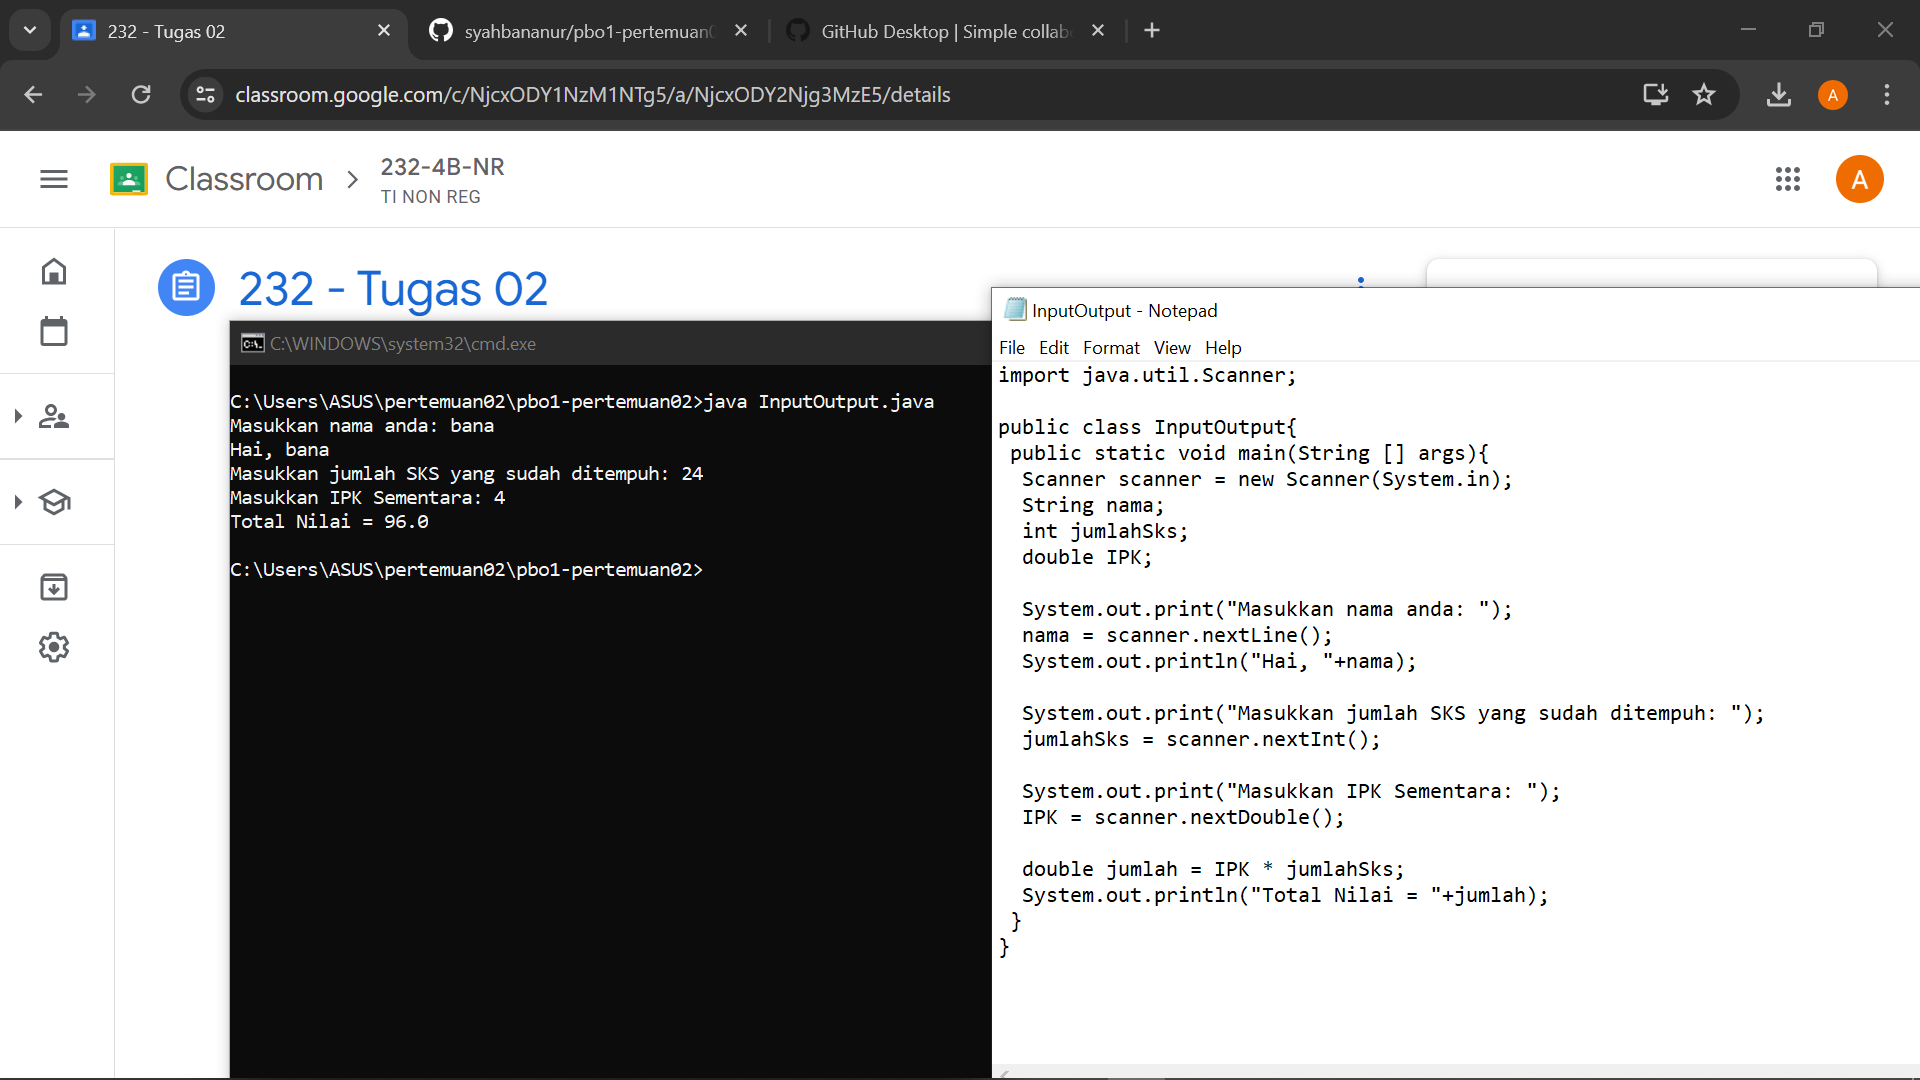 232 - Tugas 02
syahbananur/pbo1-pertemuan
GitHub Desktop | Simple collab
classroom.google.com/c/NjcxODY1NzM1NTg5/a/NjcxODY2Njg3MzE5/details
A
Classroom
232-4B-NR
TI NON REG
A
232 - Tugas 02
C:\WINDOWS\system32\cmd.exe
C:\Users\ASUS\pertemuan02\pbo1-pertemuan02>java InputOutput.java
Masukkan nama anda: bana
Hai, bana
Masukkan jumlah SKS yang sudah ditempuh: 24
Masukkan IPK Sementara: 4
Total Nilai = 96.0
C:\Users\ASUS\pertemuan02\pbo1-pertemuan02>
InputOutput - Notepad
File Edit Format View Help
import java.util.Scanner;
public class InputOutput{
public static void main(String [] args){
Scanner scanner = new Scanner(System.in);
String nama;
int jumlahSks;
double IPK;
System.out.print("Masukkan nama anda: ");
nama = scanner.nextLine();
System.out.println("Hai, "+nama);
System.out.print("Masukkan jumlah SKS yang sudah ditempuh: ");
jumlahSks = scanner.nextInt();
System.out.print("Masukkan IPK Sementara: ");
IPK = scanner.nextDouble();
double jumlah = IPK * jumlahSks;
System.out.println("Total Nilai = "+jumlah);
}
}